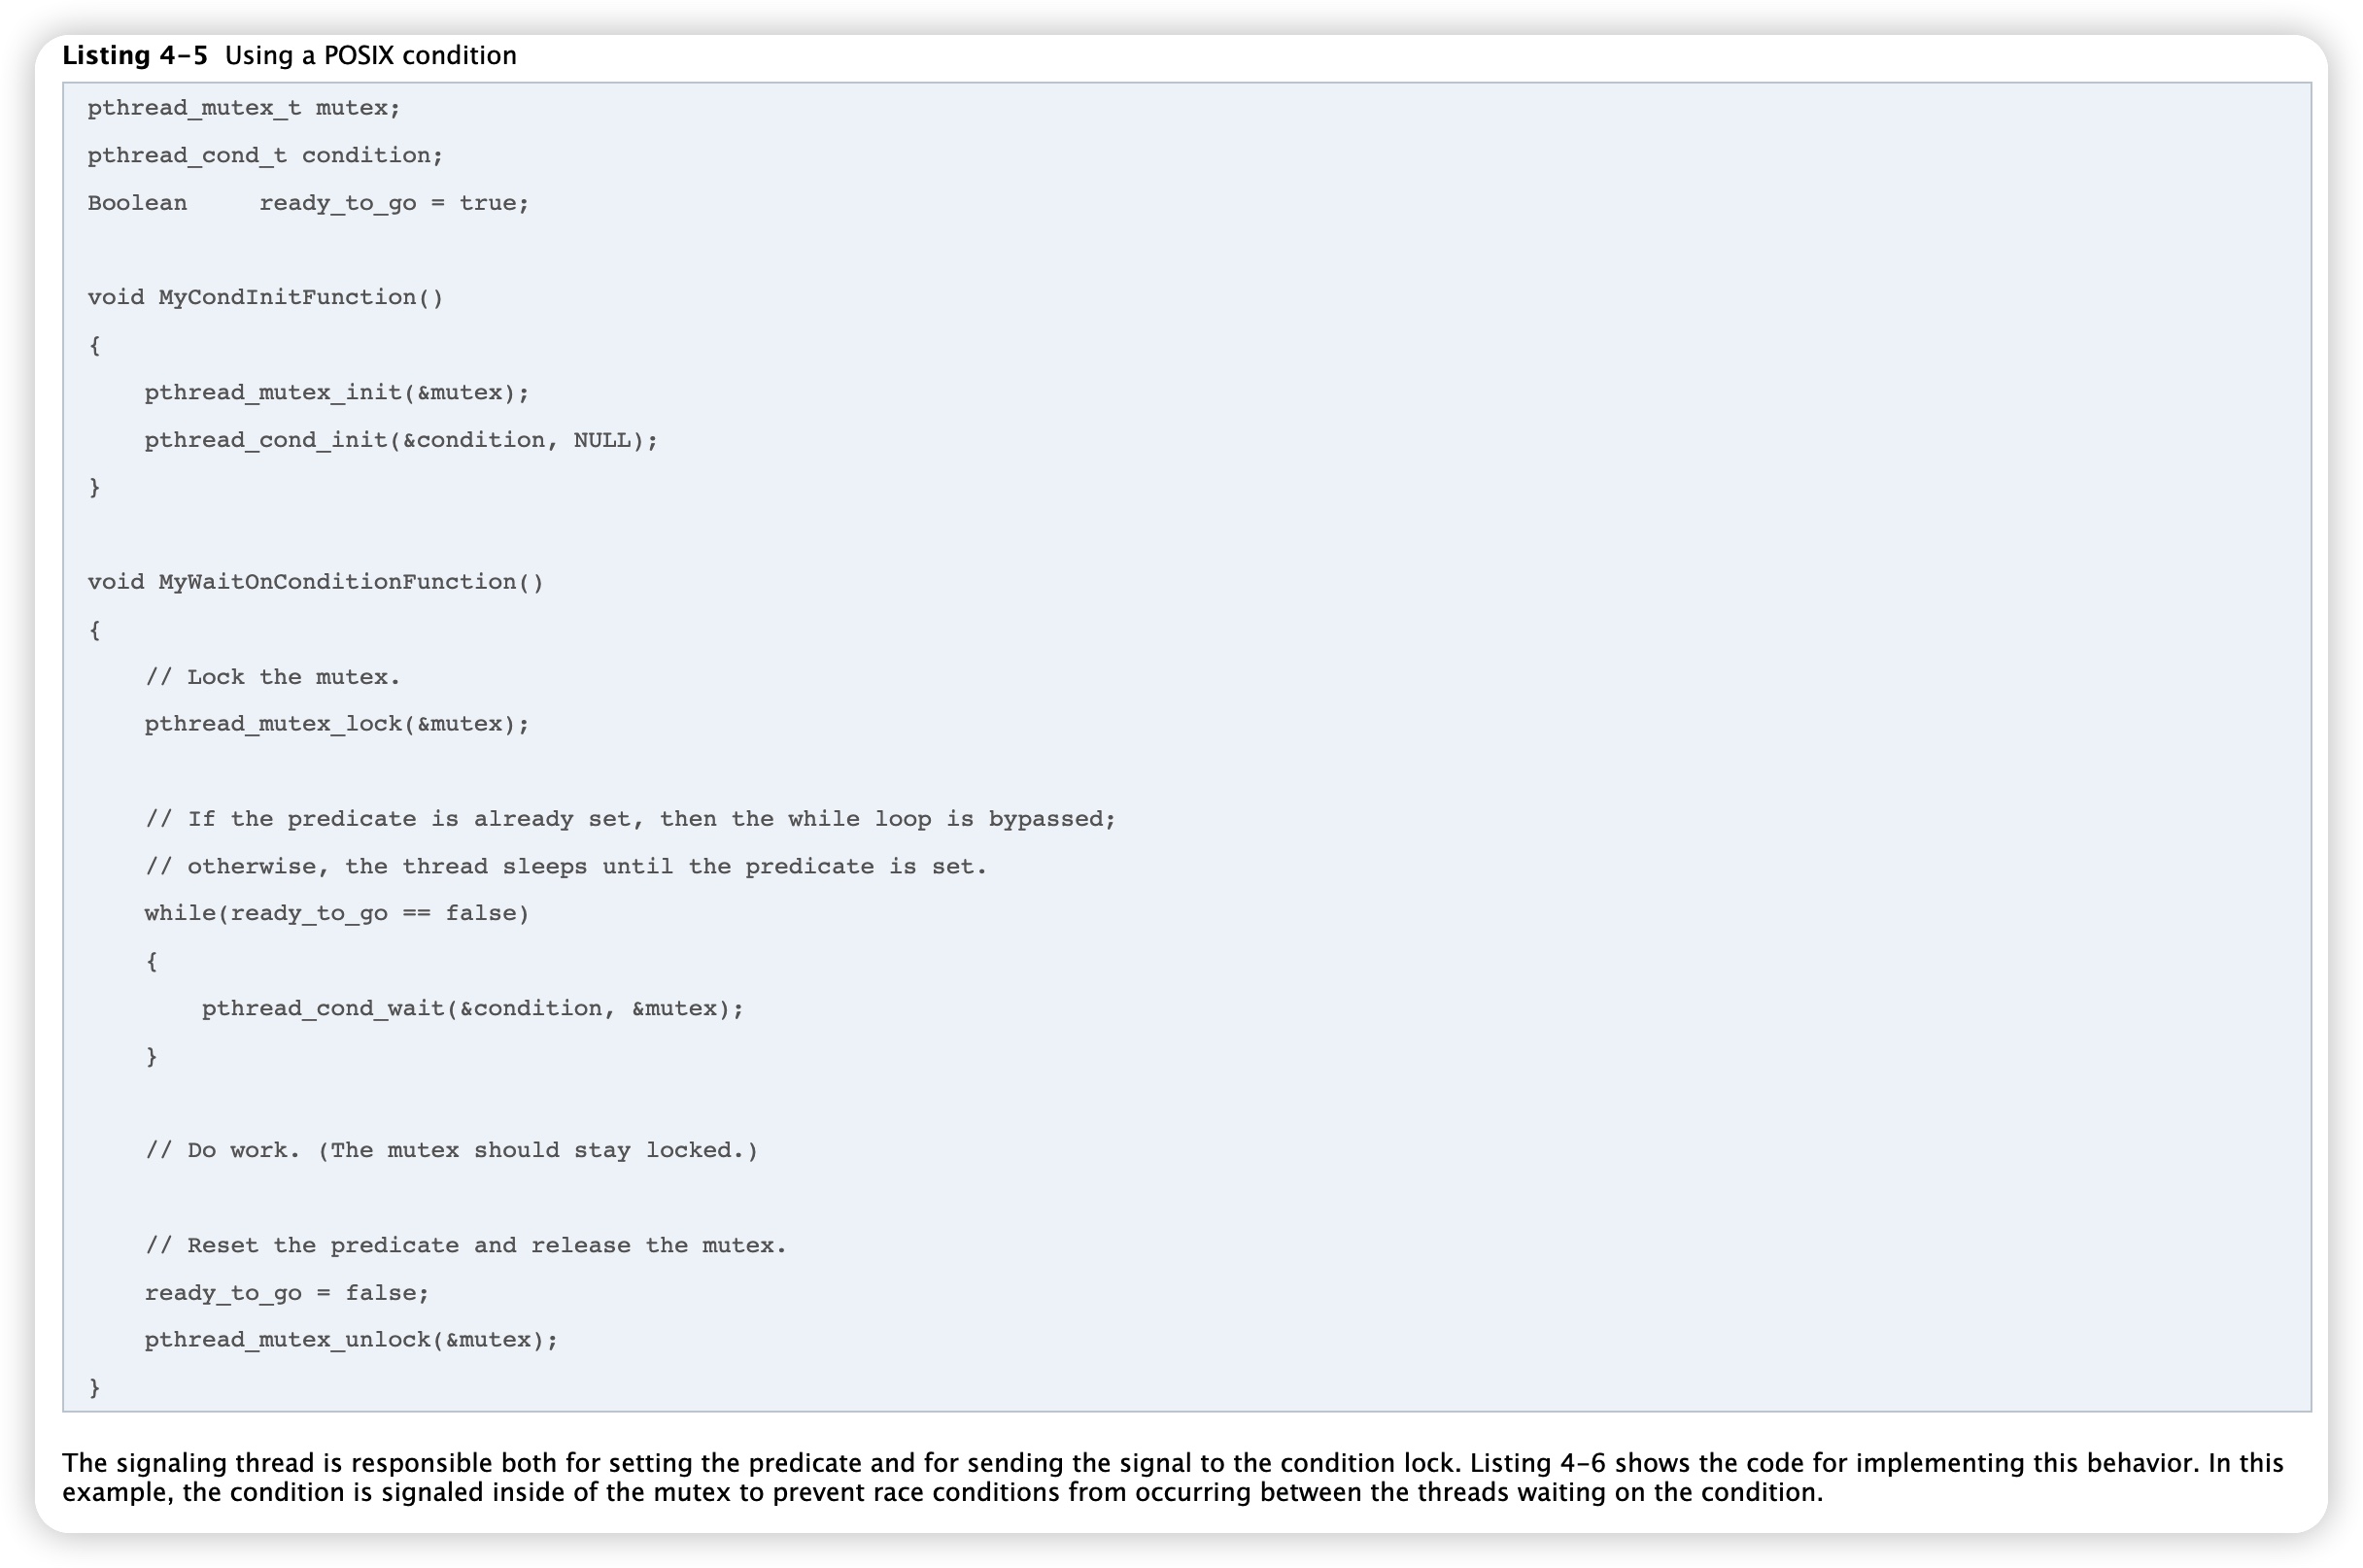 Listing 4-5 Using a POSIX condition
pthread_mutex_t mutex;
pthread_cond_t condition;
Boolean     ready_to_go = true;
void MyCondInitFunction()
{
    pthread_mutex_init(&mutex);
    pthread_cond_init(&condition, NULL);
}
void MyWaitOnConditionFunction()
{
    // Lock the mutex.
    pthread_mutex_lock(&mutex);
    // If the predicate is already set, then the while loop is bypassed;
    // otherwise, the thread sleeps until the predicate is set.
    while(ready_to_go == false)
    {
        pthread_cond_wait(&condition, &mutex);
    }
    // Do work. (The mutex should stay locked.)
    // Reset the predicate and release the mutex.
    ready_to_go = false;
    pthread_mutex_unlock(&mutex);
}
The signaling thread is responsible both for setting the predicate and for sending the signal to the condition lock. Listing 4-6 shows the code for implementing this behavior. In this
example, the condition is signaled inside of the mutex to prevent race conditions from occurring between the threads waiting on the condition.